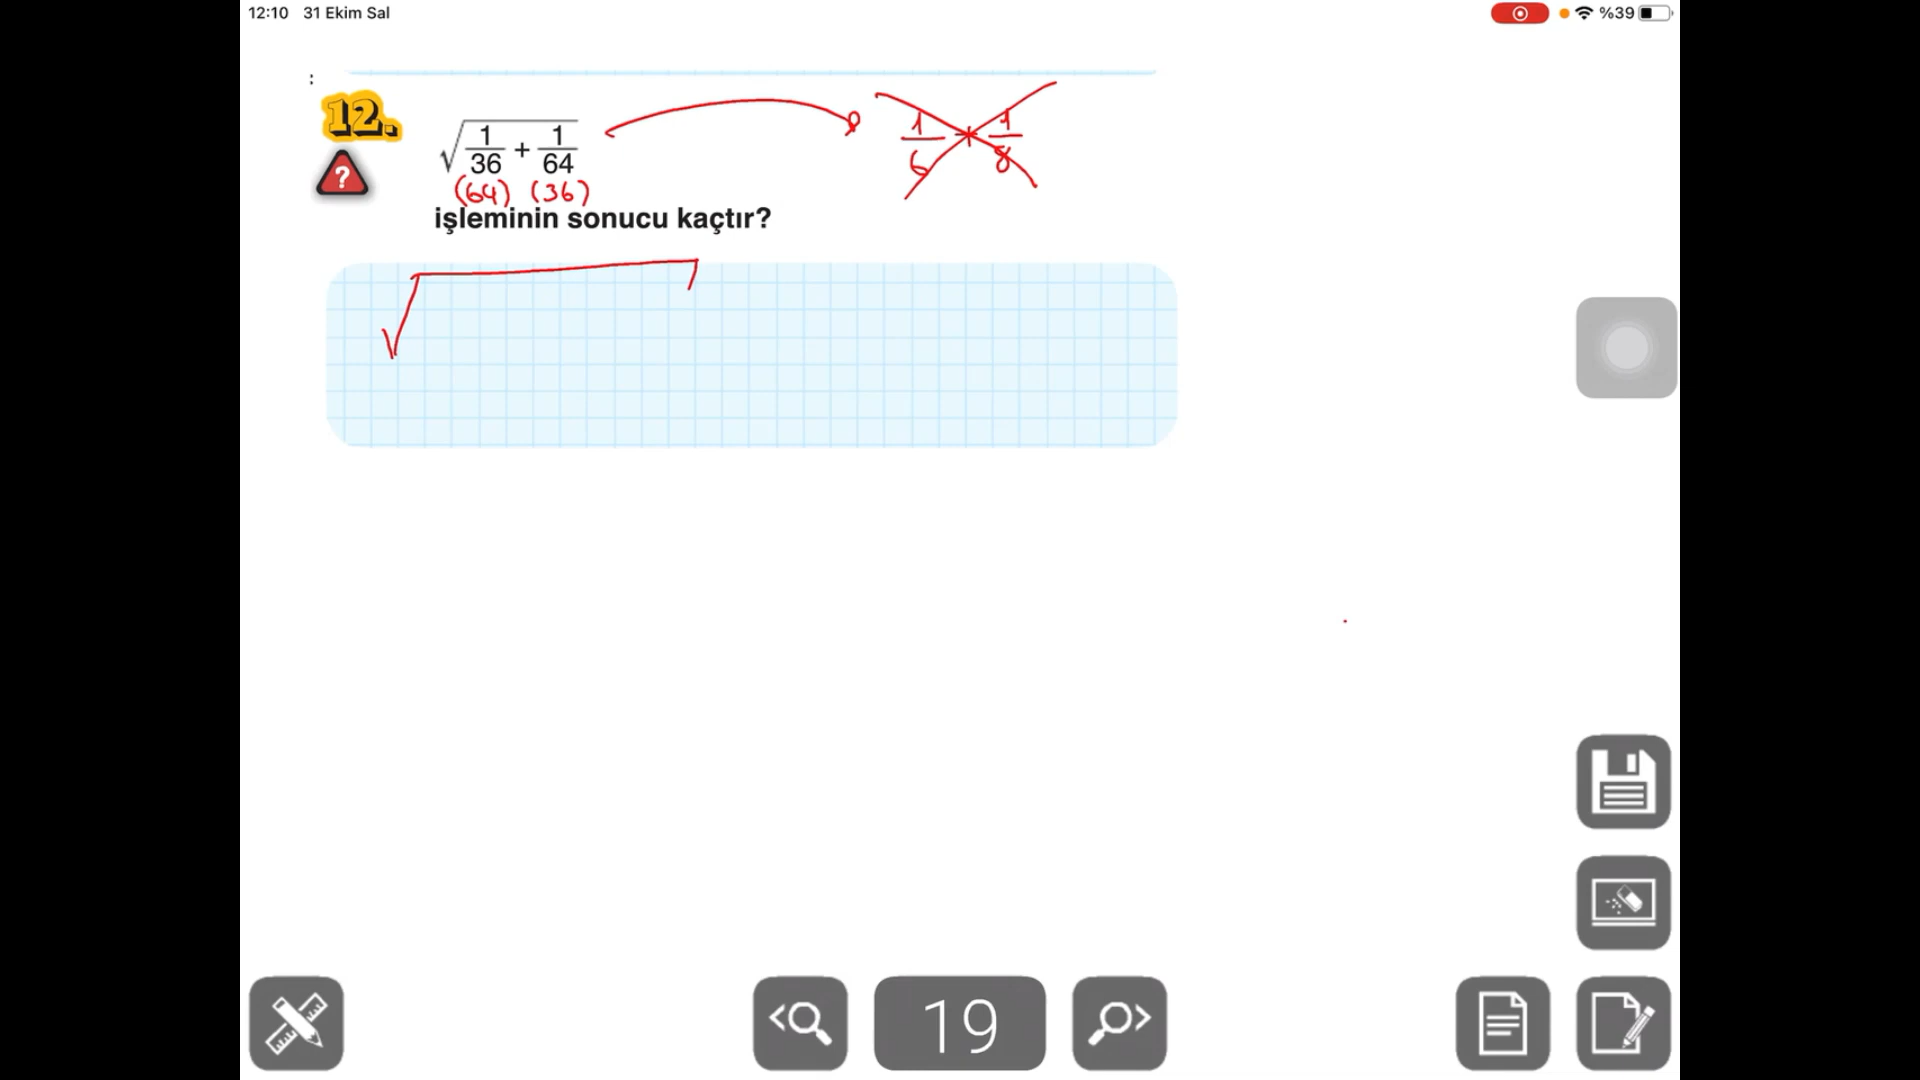 12:10 31 Ekim Sal
%39
:
12.
√(1/36 + 1/64)
1/6 + 1/8
?
(64) (36)
işleminin sonucu kaçtır?
√
19